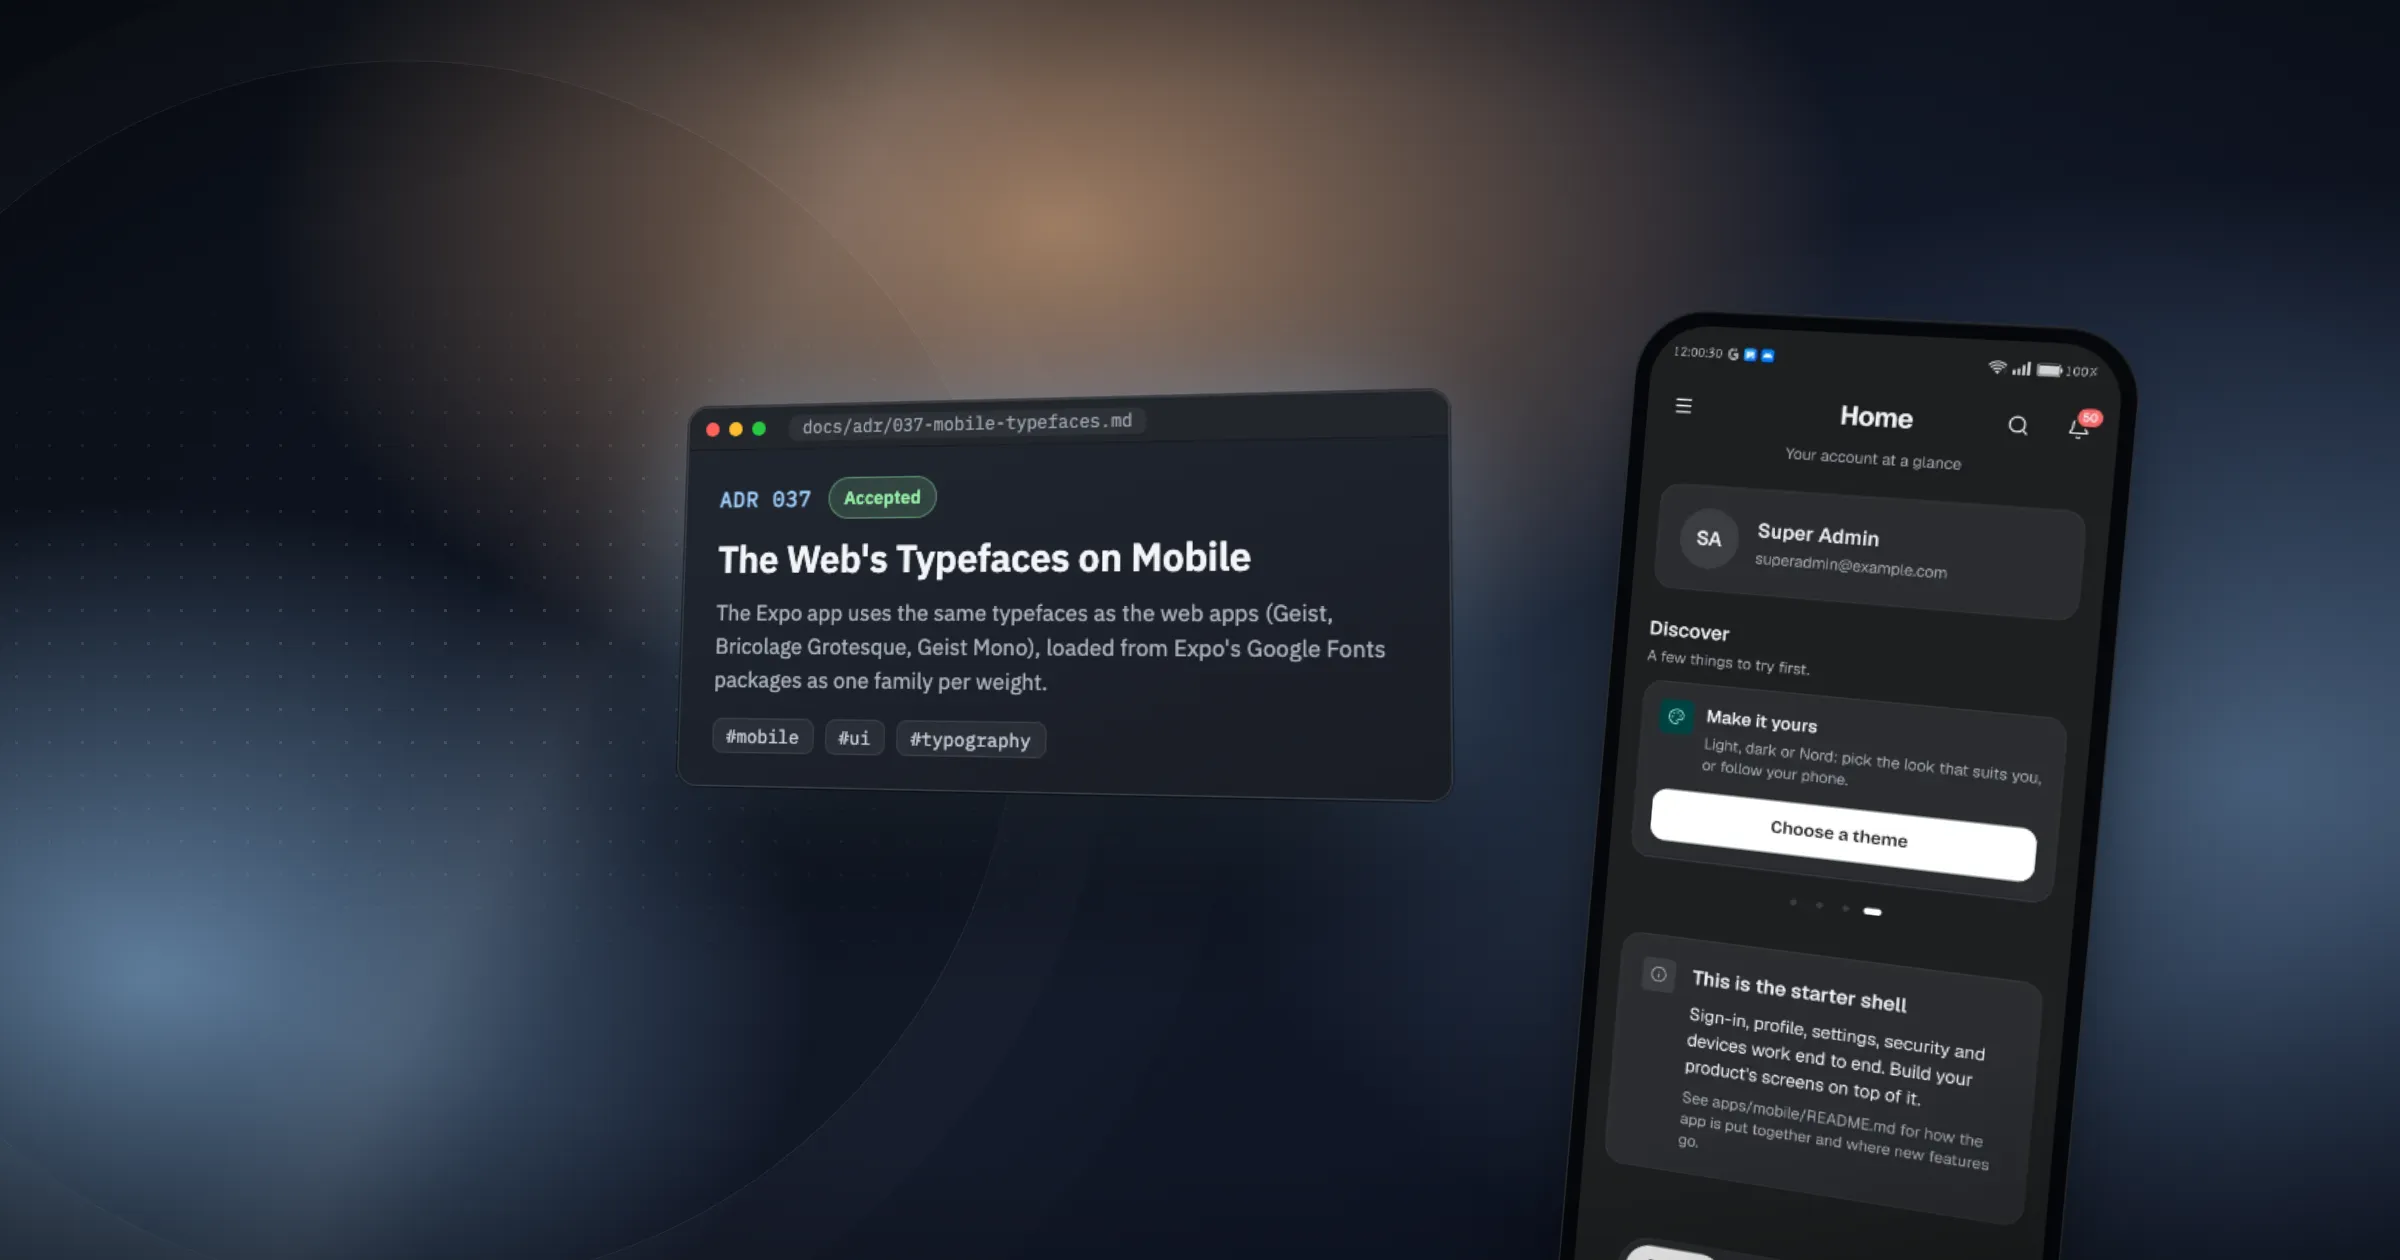 docs/adr/037-mobile-typefaces.md
ADR 037 Accepted
The Web's Typefaces on Mobile
The Expo app uses the same typefaces as the web apps (Geist,
Bricolage Grotesque, Geist Mono), loaded from Expo's Google Fonts
packages as one family per weight.
#mobile #ui #typography
12:00:30 G 100%
Home
50
Your account at a glance
SA
Super Admin
superadmin@example.com
Discover
A few things to try first.
Make it yours
Light, dark or Nord: pick the look that suits you,
or follow your phone.
Choose a theme
This is the starter shell
Sign-in, profile, settings, security and
devices work end to end. Build your
product's screens on top of it.
See apps/mobile/README.md for how the
app is put together and where new features
go.